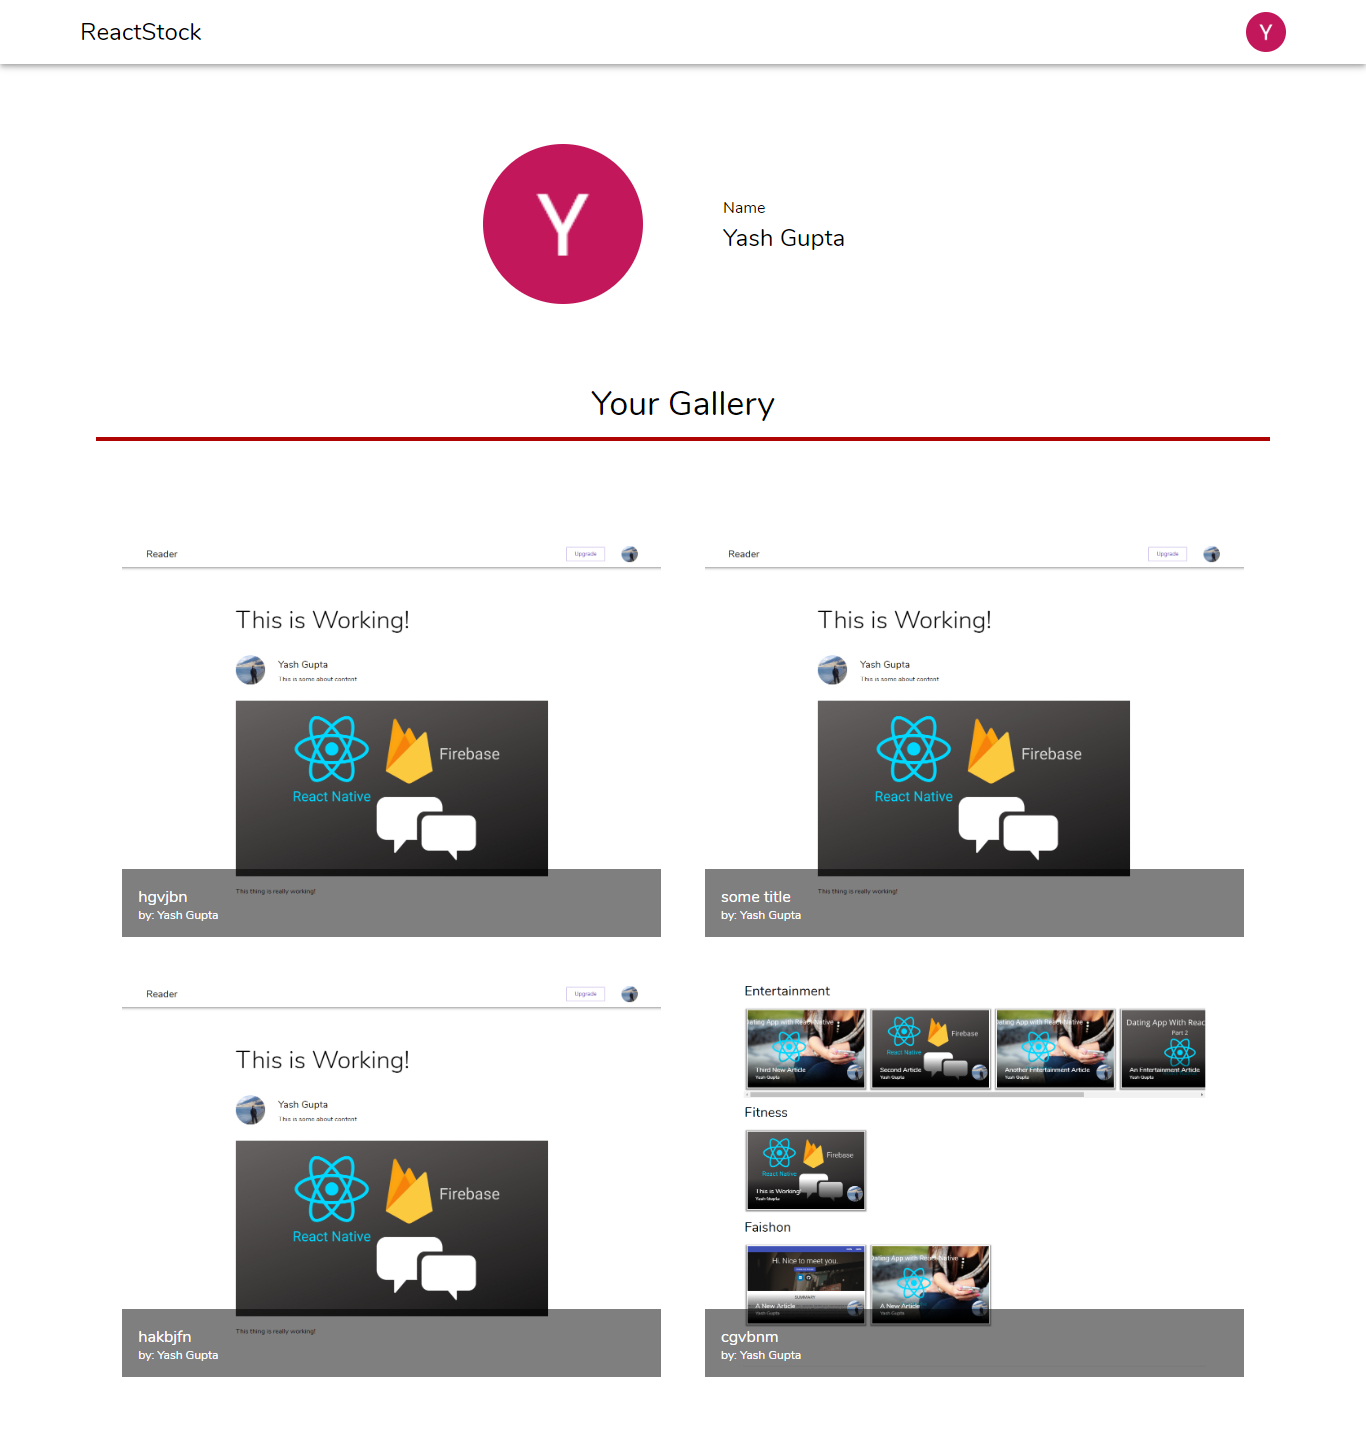 ReactStock
Y
Y
Name
Yash Gupta
Your Gallery
Reader
Upgrade
This is Working!
Yash Gupta
This is some about content
React Native
Firebase
This thing is really working!
hgvjbn
by: Yash Gupta
Reader
Upgrade
This is Working!
Yash Gupta
This is some about content
React Native
Firebase
This thing is really working!
some title
by: Yash Gupta
Reader
Upgrade
This is Working!
Yash Gupta
This is some about content
React Native
Firebase
This thing is really working!
hakbjfn
by: Yash Gupta
Entertainment
Dating App with React Native
Third New Article
Yash Gupta
React Native
Firebase
Second Article
Yash Gupta
Dating App with React Native
Another Entertainment Article
Yash Gupta
Dating App With Reac
Part 2
An Entertainment Article
Yash Gupta
Fitness
React Native
Firebase
This is Working!
Yash Gupta
Faishon
Hi. Nice to meet you.
SUMMARY
A New Article
Yash Gupta
Dating App with React Native
A New Article
Yash Gupta
cgvbnm
by: Yash Gupta